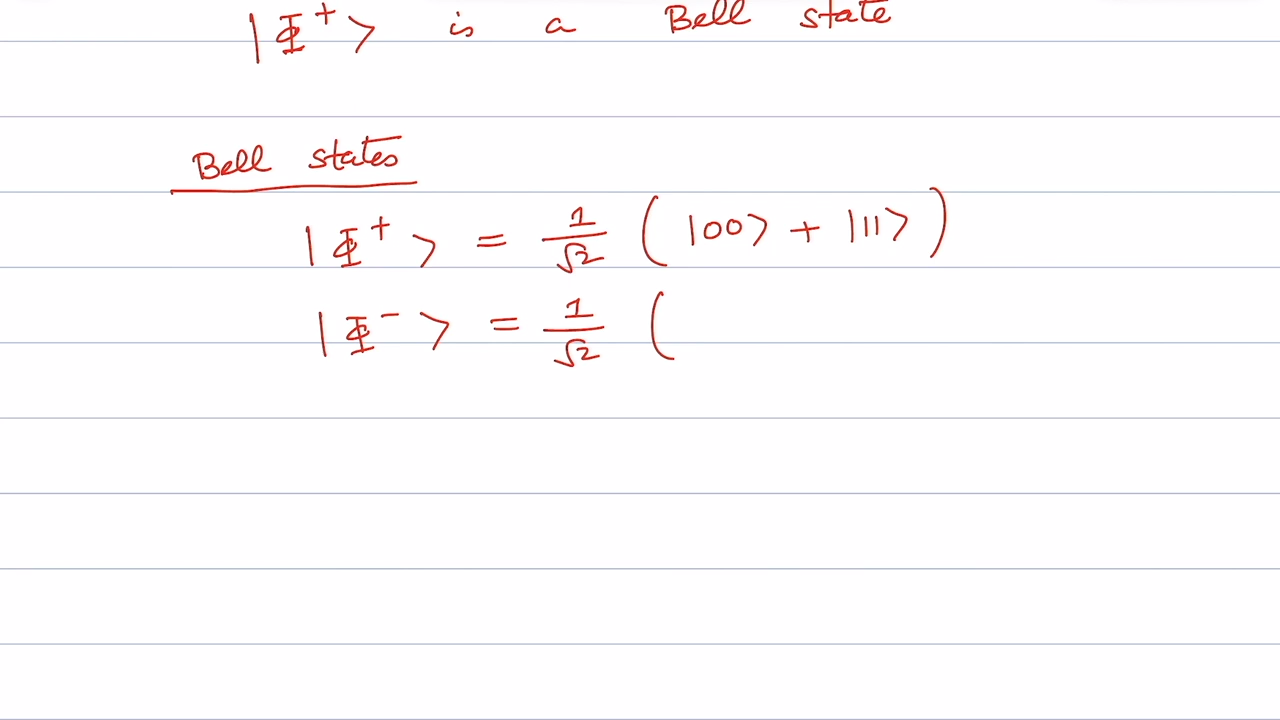 |Φ⁺⟩ is a Bell state
Bell states
|Φ⁺⟩ = 1/√2 ( |00⟩ + |11⟩ )
|Φ⁻⟩ = 1/√2 (